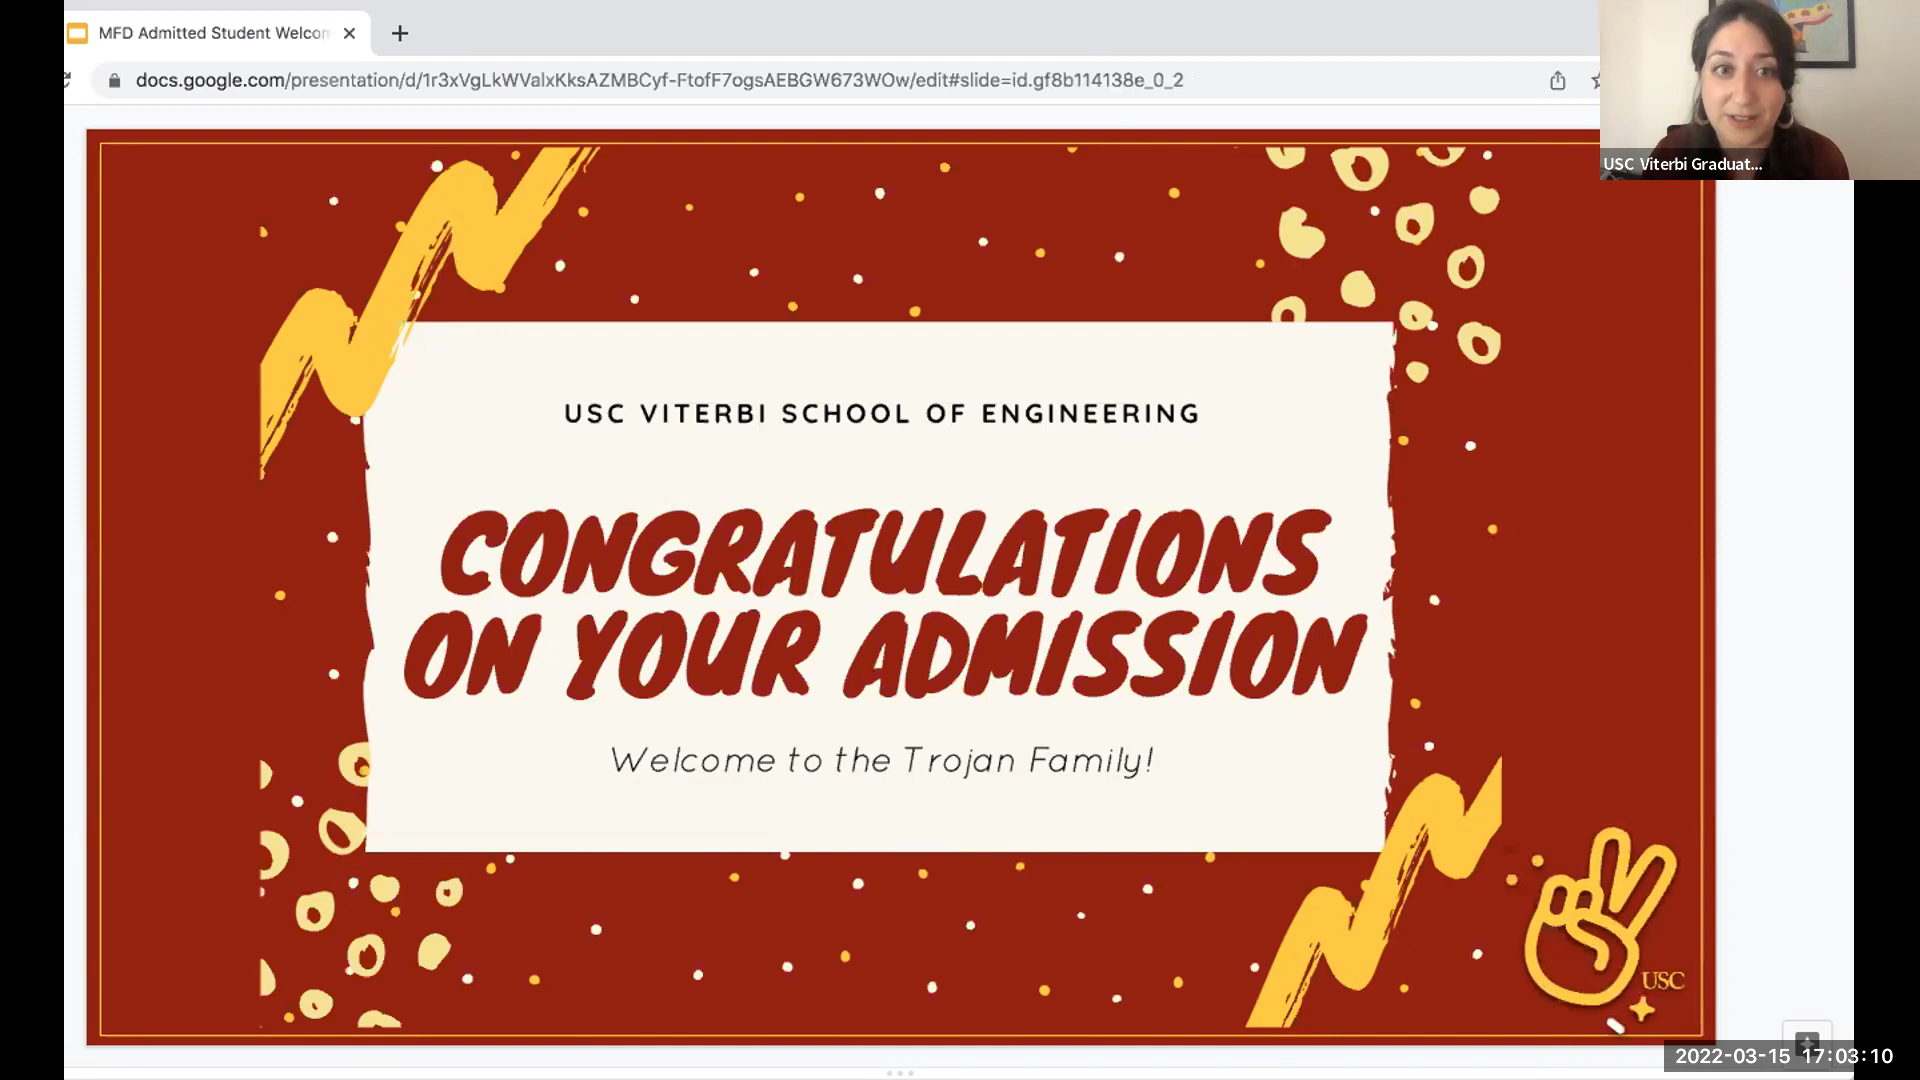 MFD Admitted Student Welcom
docs.google.com/presentation/d/1r3xVgLkWValxKksAZMBCyf-FtofF7ogsAEBGW673WOw/edit#slide=id.gf8b114138e_0_2
USC Viterbi Graduat...
USC VITERBI SCHOOL OF ENGINEERING
CONGRATULATIONS
ON YOUR ADMISSION
Welcome to the Trojan Family!
USC
2022-03-15 17:03:10